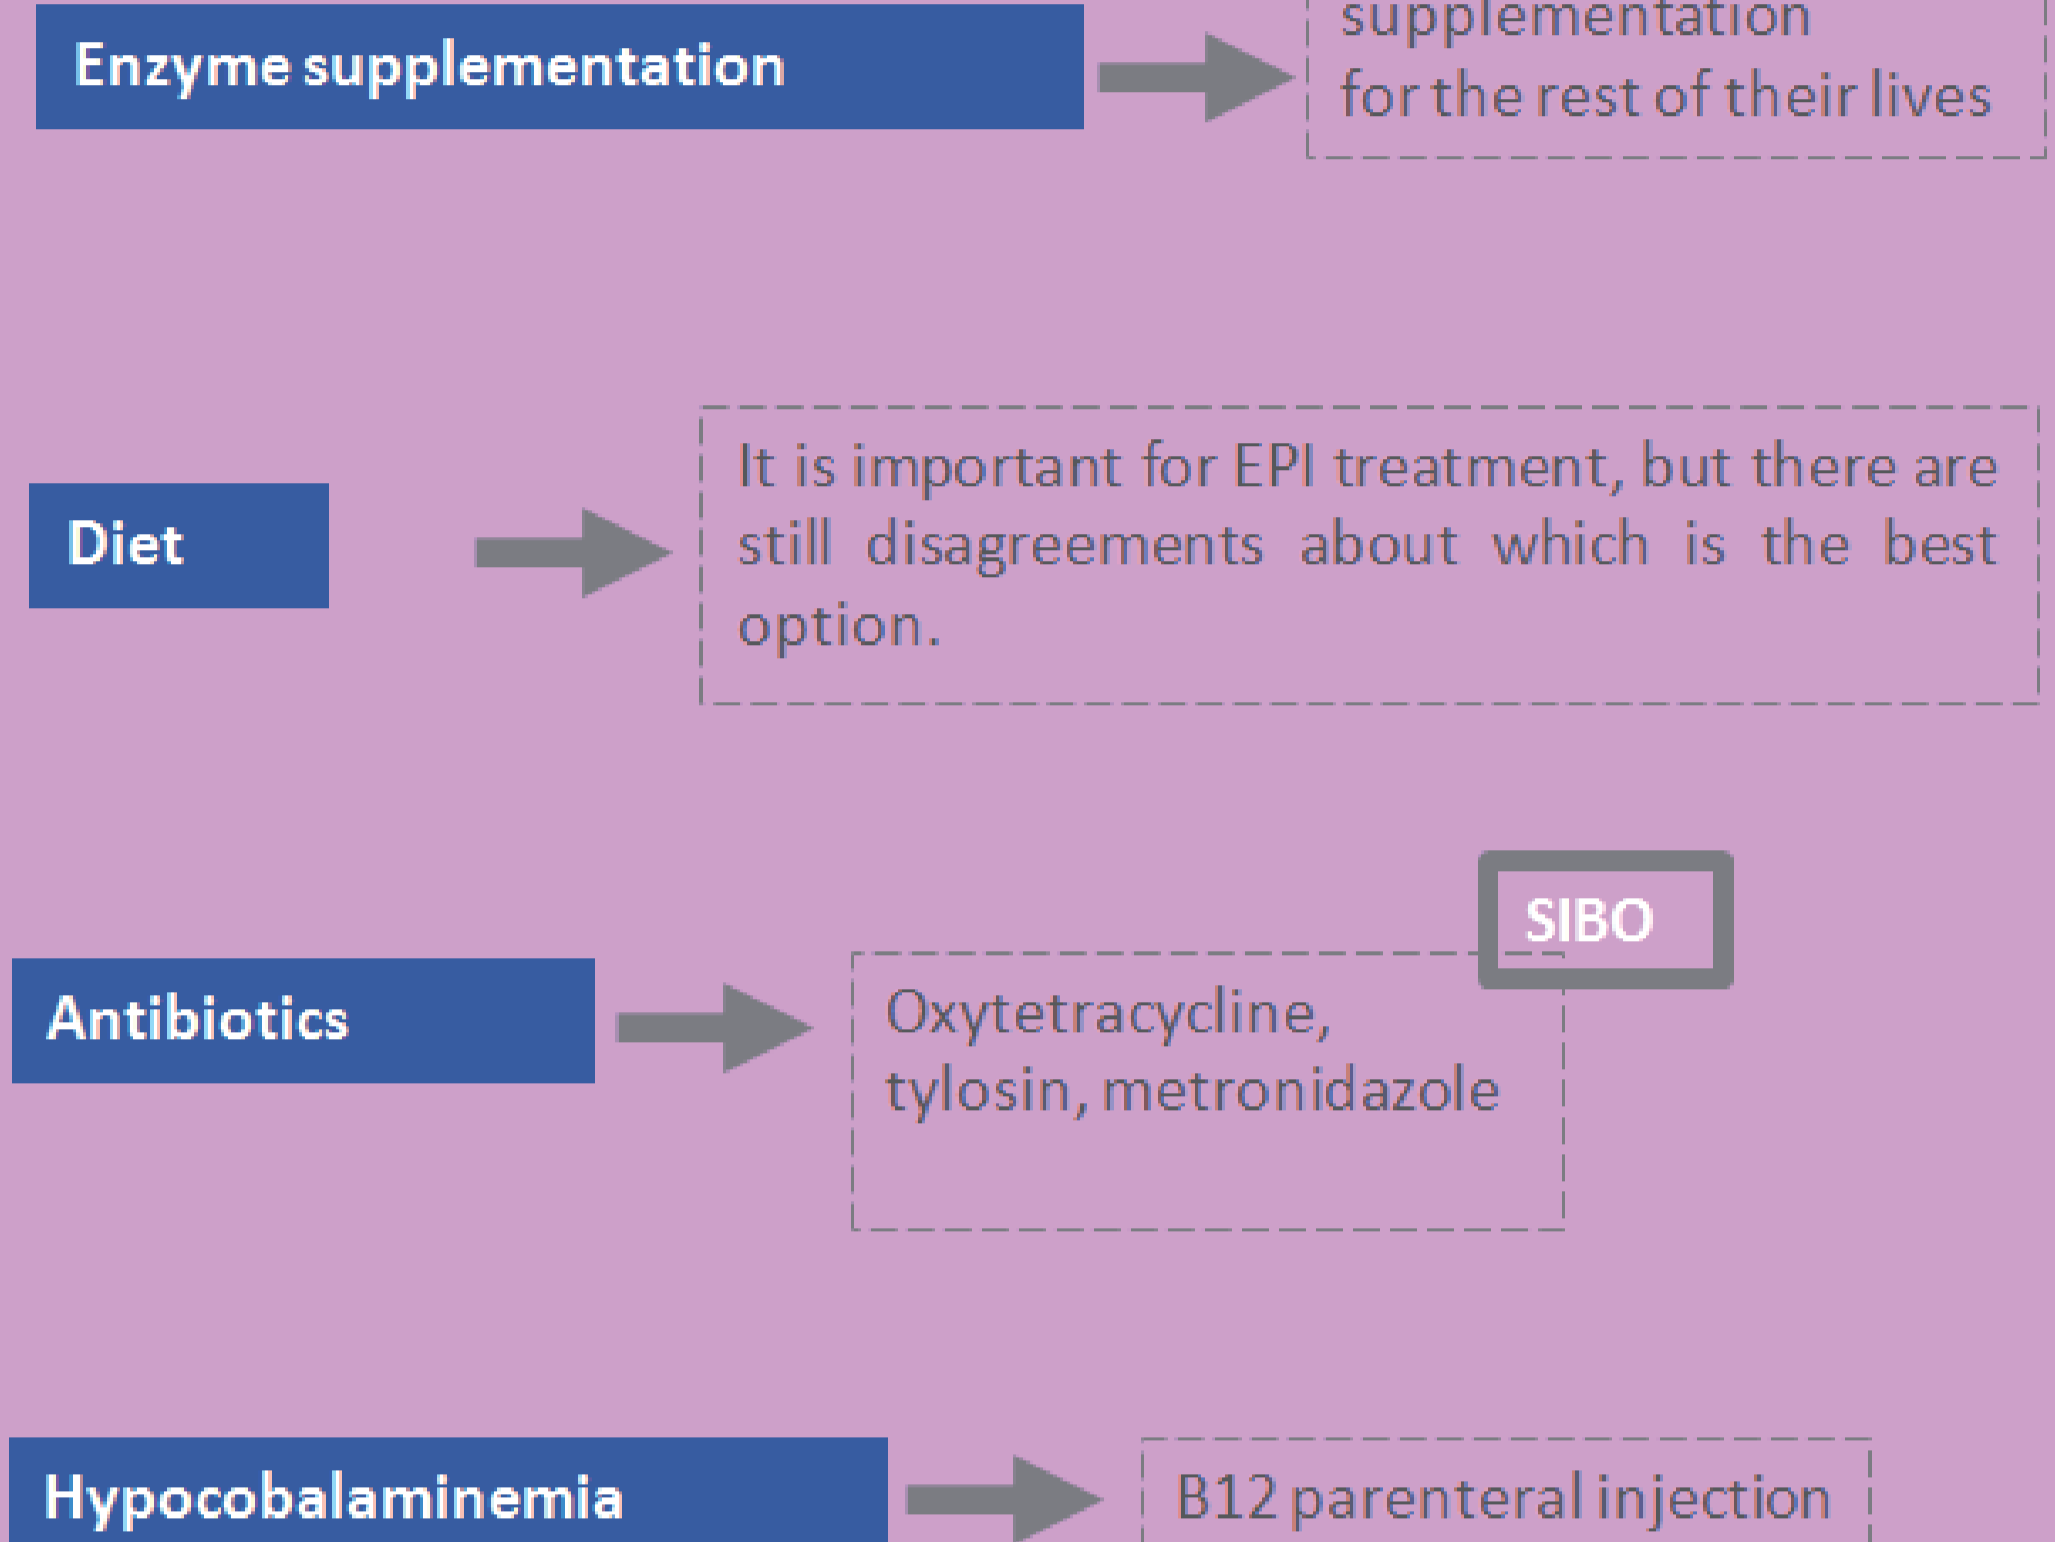 Enzyme supplementation
supplementation
for the rest of their lives
Diet
It is important for EPI treatment, but there are
still disagreements about which is the best
option.
SIBO
Antibiotics
Oxytetracycline,
tylosin, metronidazole
Hypocobalaminemia
B12 parenteral injection